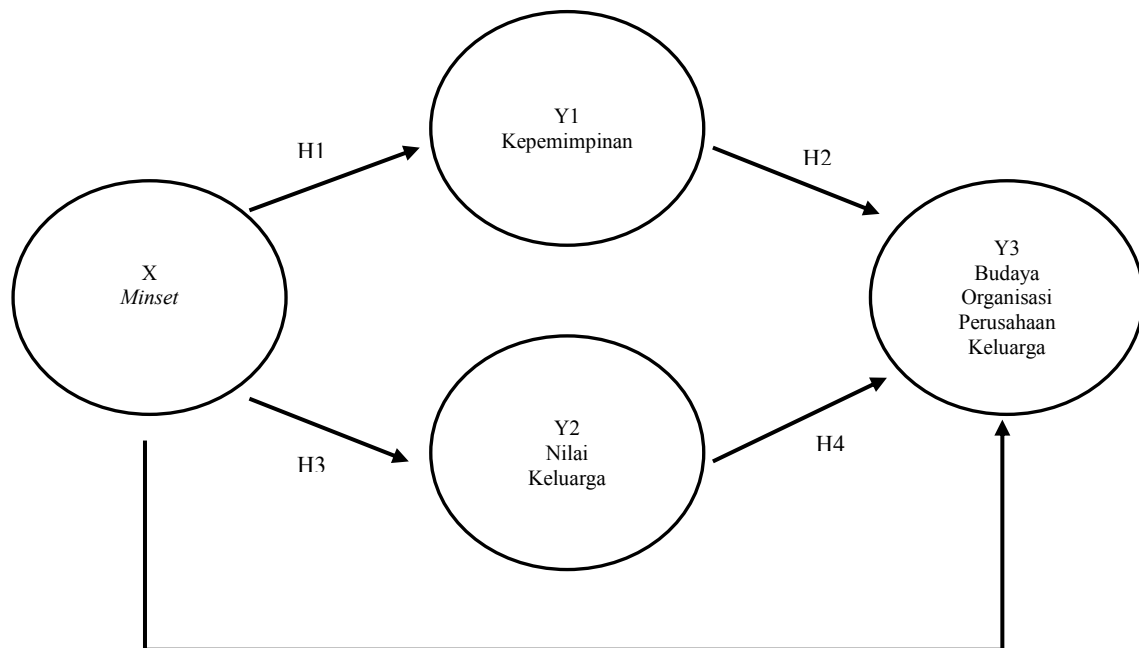 Y1
Kepemimpinan
H1
H2
X
Minset
Y3
Budaya
Organisasi
Perusahaan
Keluarga
H3
Y2
Nilai
Keluarga
H4